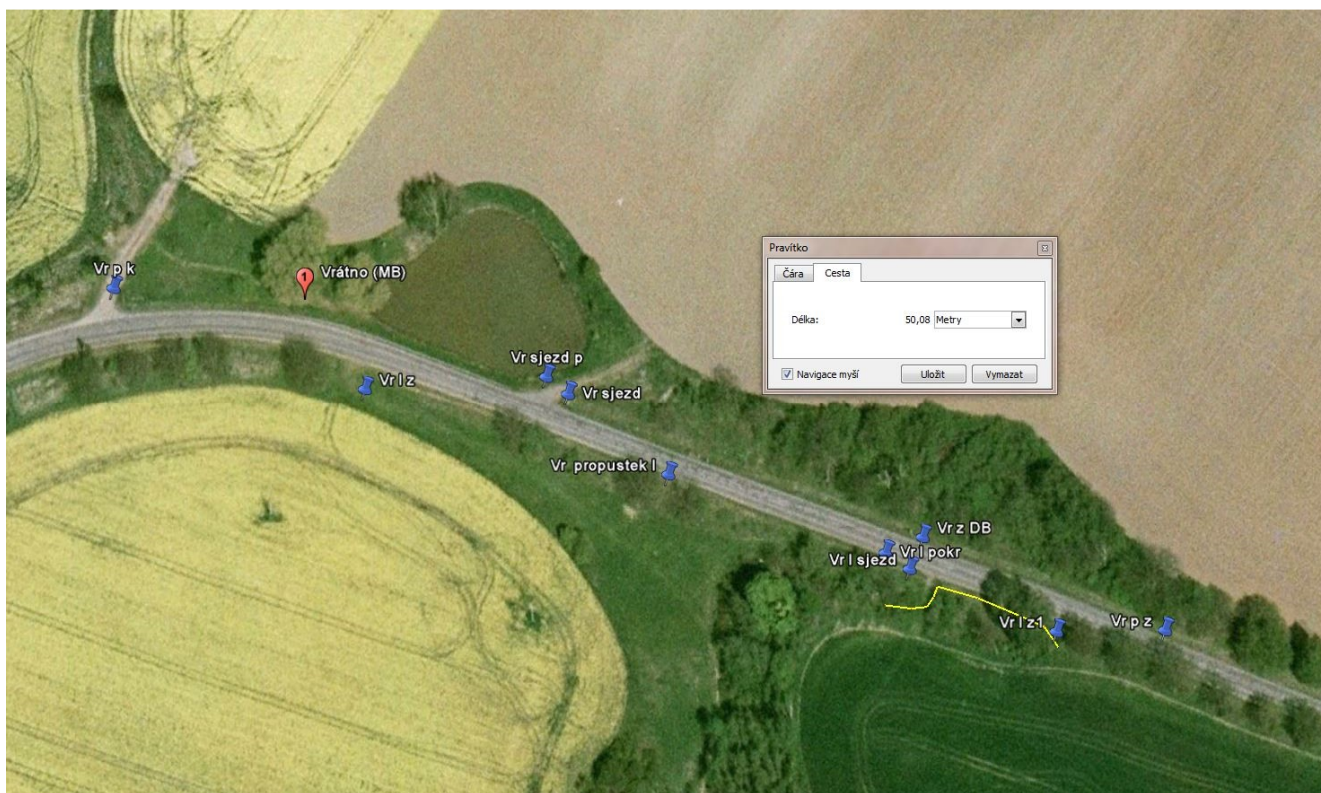 Vr p k
1
Vrátno (MB)
Pravítko
Čára
Cesta
Délka:
50,08 Metry
Navigace myší
Uložit
Vymazat
Vr sjezd p
Vr l z
Vr sjezd
Vr propustek l
Vr z DB
Vr l pokr
Vr l sjezd
Vr l z1
Vr p z